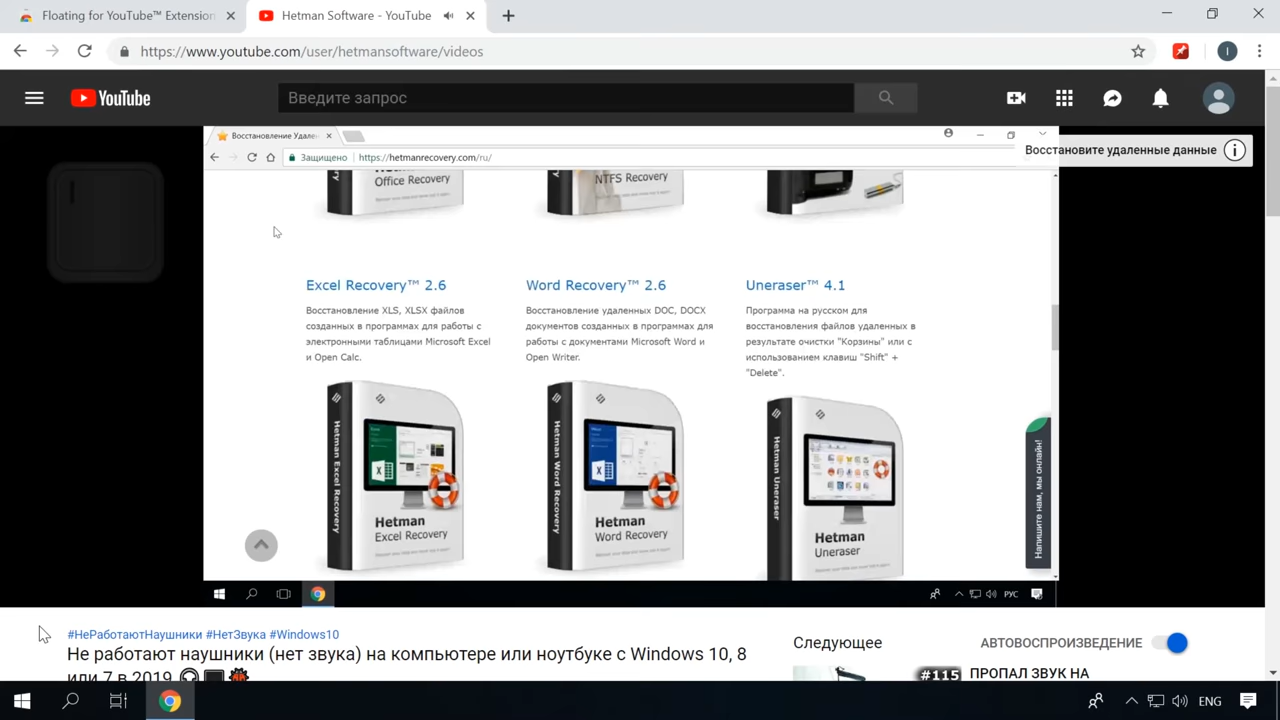 Floating for YouTube™ Extension
Hetman Software - YouTube
https://www.youtube.com/user/hetmansoftware/videos
I
YouTube
Введите запрос
Восстановление Удален
Защищено https://hetmanrecovery.com/ru/
Восстановите удаленные данные
Office Recovery
NTFS Recovery
Excel Recovery™ 2.6
Восстановление XLS, XLSX файлов
созданных в программах для работы с
электронными таблицами Microsoft Excel
и Open Calc.
Word Recovery™ 2.6
Восстановление удаленных DOC, DOCX
документов созданных в программах для
работы с документами Microsoft Word и
Open Writer.
Uneraser™ 4.1
Программа на русском для
восстановления файлов удаленных в
результате очистки "Корзины" или с
использованием клавиш "Shift" +
"Delete".
Hetman Excel Recovery
Hetman
Excel Recovery
Hetman Word Recovery
Hetman
Word Recovery
Hetman Uneraser
Hetman
Uneraser
Напишите нам, мы онлайн!
РУС
#НеРаботаютНаушники #НетЗвука #Windows10
Не работают наушники (нет звука) на компьютере или ноутбуке с Windows 10, 8
или 7 в 2019
Следующее
АВТОВОСПРОИЗВЕДЕНИЕ
#115
ПРОПАЛ ЗВУК НА
ENG